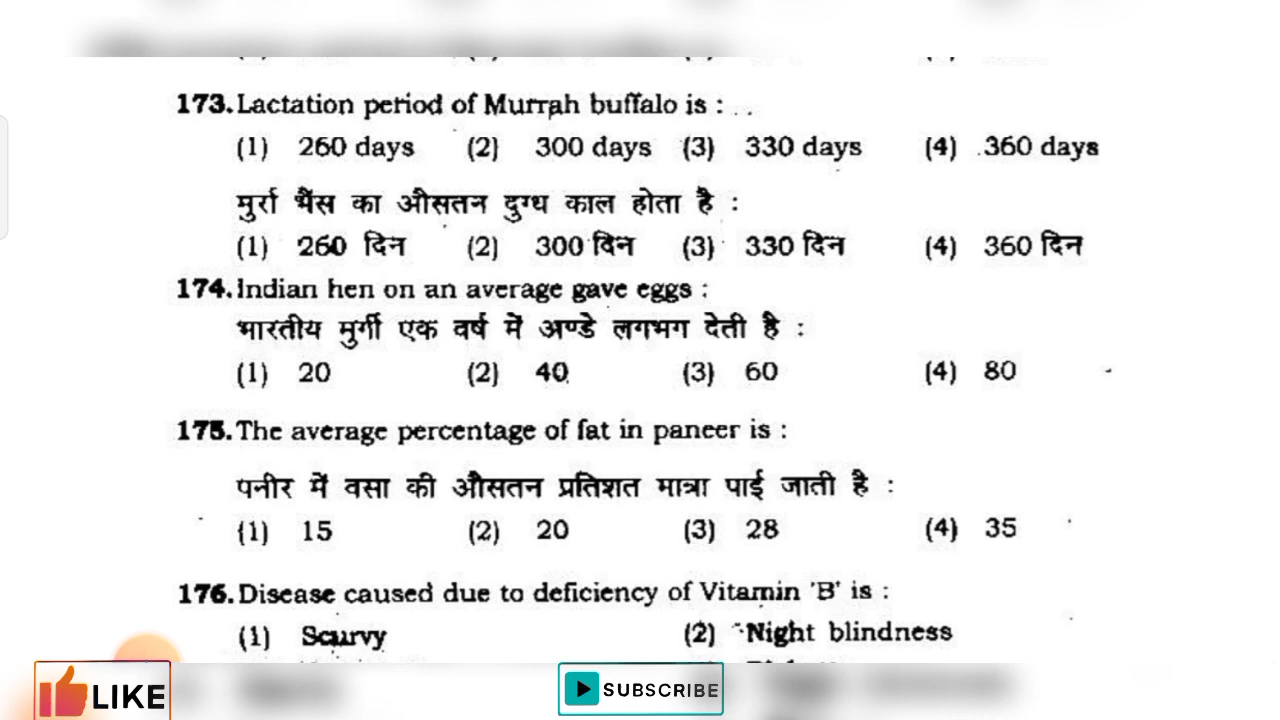 173. Lactation period of Murrah buffalo is :
(1) 260 days (2) 300 days (3) 330 days (4) 360 days
मुर्रा भैंस का औसतन दुग्ध काल होता है :
(1) 260 दिन (2) 300 दिन (3) 330 दिन (4) 360 दिन
174. Indian hen on an average gave eggs :
भारतीय मुर्गी एक वर्ष में अण्डे लगभग देती है :
(1) 20 (2) 40 (3) 60 (4) 80
175. The average percentage of fat in paneer is :
पनीर में वसा की औसतन प्रतिशत मात्रा पाई जाती है :
(1) 15 (2) 20 (3) 28 (4) 35
176. Disease caused due to deficiency of Vitamin 'B' is :
(1) Scurvy (2) Night blindness
LIKE SUBSCRIBE